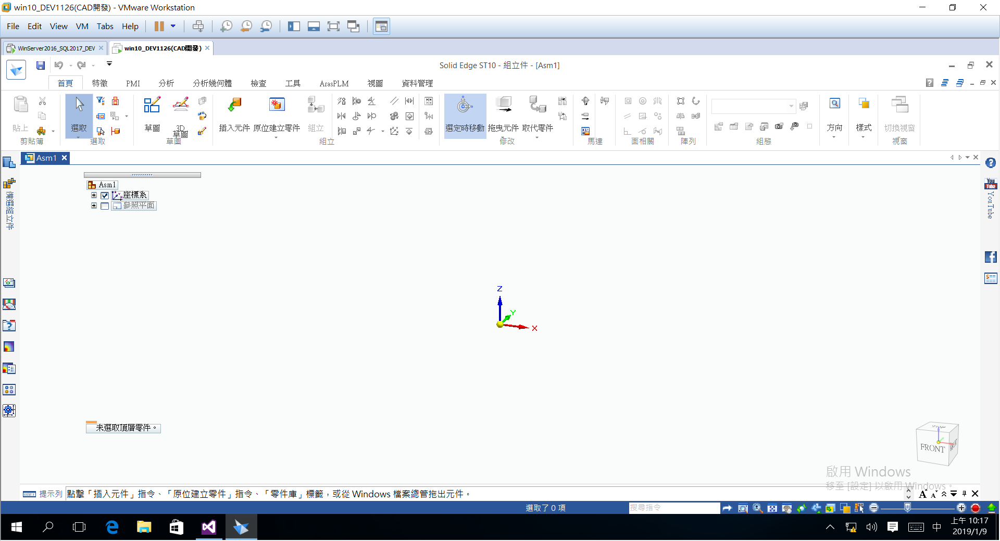 win10_DEV1126(CAD開發) - VMware Workstation
File Edit View VM Tabs Help
WinServer2016_SQL2017_DEV
win10_DEV1126(CAD開發)
Solid Edge ST10 - 組立件 - [Asm1]
首頁 特徵 PMI 分析 分析幾何體 檢查 工具 ArasPLM 視圖 資料管理
貼上 選取 草圖 3D 草圖 插入元件 原位建立零件 組立 選定時移動 拖曳元件 取代零件 方向 樣式 切換視窗
剪貼簿 選取 草圖 組立 修改 馬達 面相關 陣列 組態 視窗
Asm1
Asm1
座標系
參照平面
備選組立件
You
Tube
YouTube
Z
Y
X
未選取頂層零件。
FRONT
啟用 Windows
移至 [設定] 以啟用 Windows。
提示列 點擊「插入元件」指令、「原位建立零件」指令、「零件庫」標籤，或從 Windows 檔案總管拖出元件。
選取了 0 項
搜尋指令
中
上午 10:17
2019/1/9